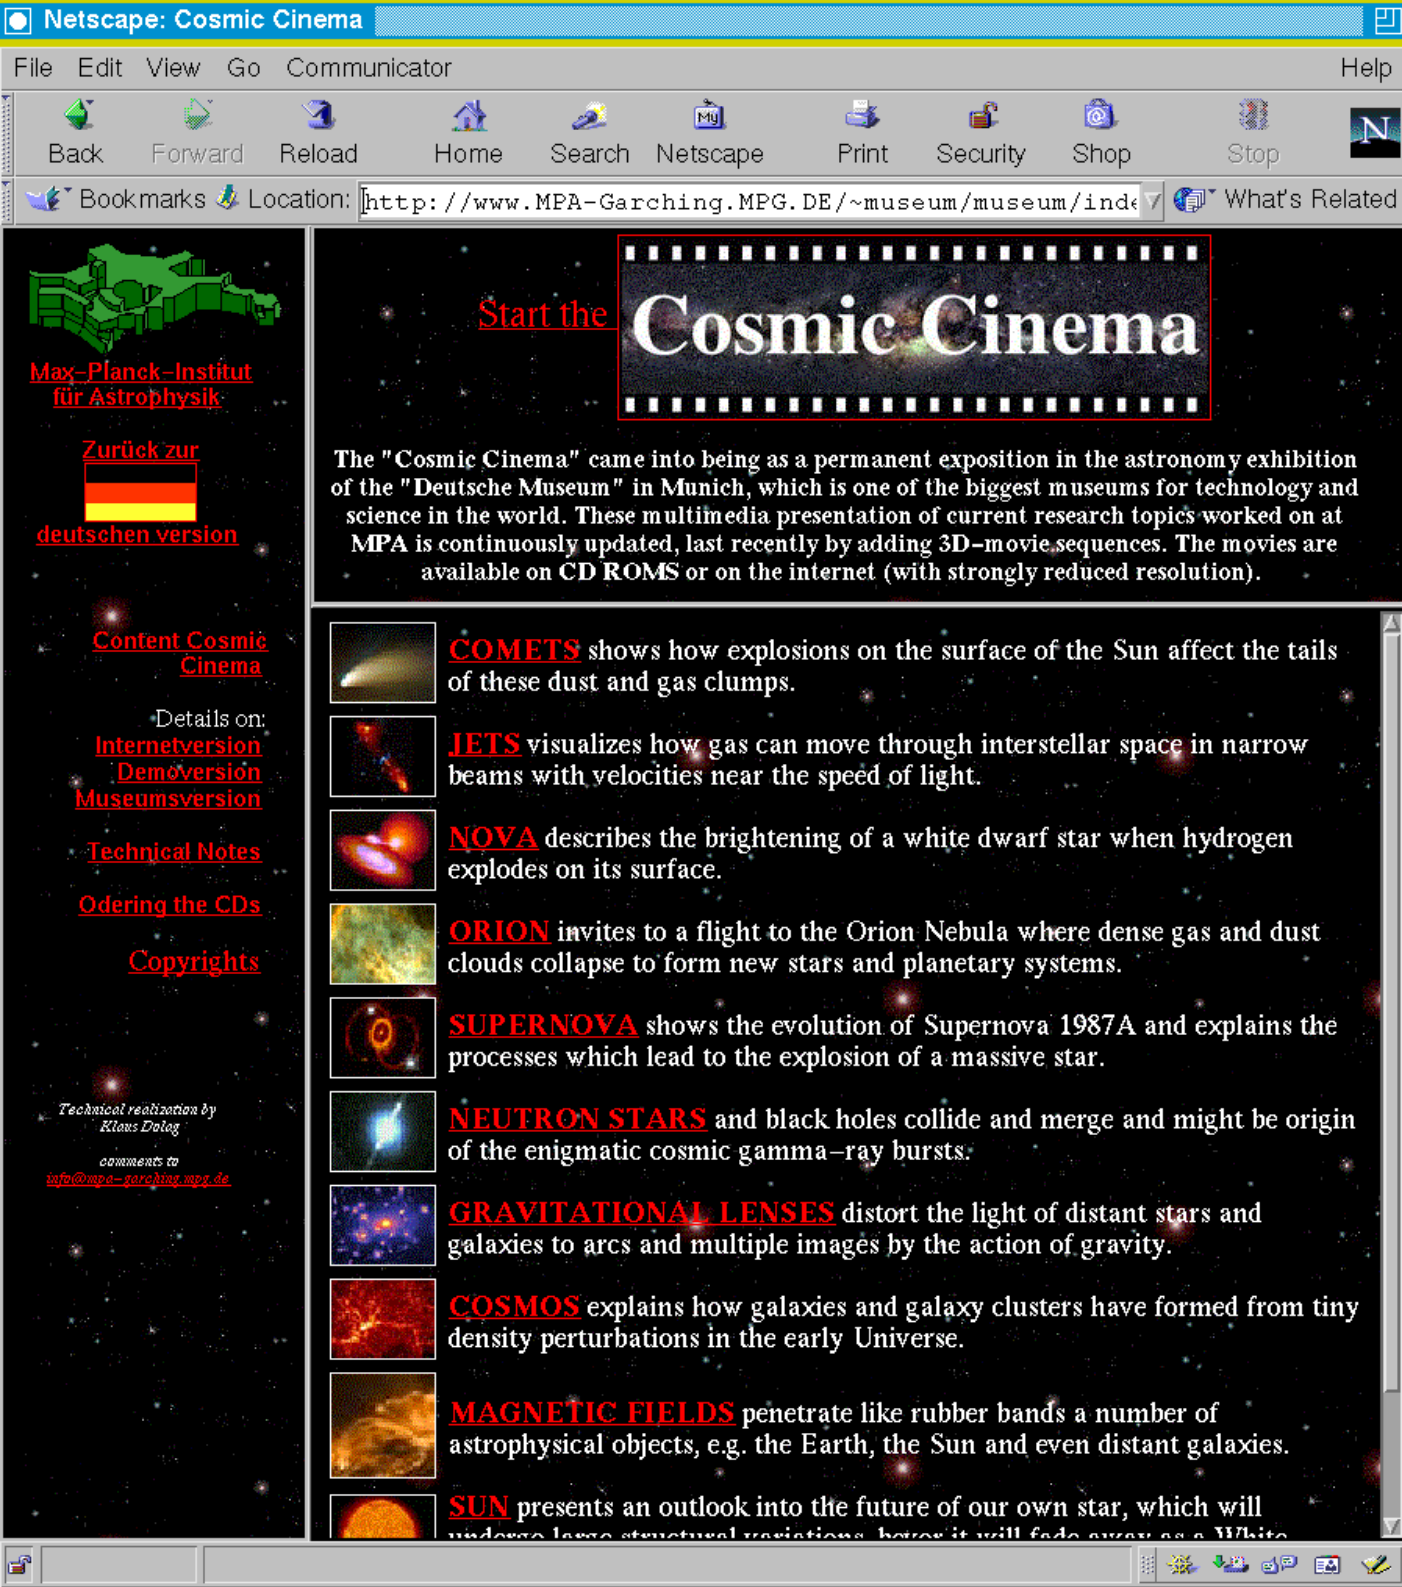 Netscape: Cosmic Cinema
File Edit View Go Communicator Help
Back Forward Reload Home Search Netscape Print Security Shop Stop
My
N
Bookmarks Location: http://www.MPA-Garching.MPG.DE/~museum/museum/inde What's Related
Max-Planck-Institut
für Astrophysik
Zurück zur
deutschen version
Content Cosmic
Cinema
Details on:
Internetversion
Demoversion
Museumsversion
Technical Notes
Odering the CDs
Copyrights
Technical realization by
Klaus Dolag
comments to
info@mpa-garching.mpg.de
Start the Cosmic Cinema
The "Cosmic Cinema" came into being as a permanent exposition in the astronomy exhibition
of the "Deutsche Museum" in Munich, which is one of the biggest museums for technology and
science in the world. These multimedia presentation of current research topics worked on at
MPA is continuously updated, last recently by adding 3D-movie sequences. The movies are
available on CD ROMS or on the internet (with strongly reduced resolution).
COMETS shows how explosions on the surface of the Sun affect the tails
of these dust and gas clumps.
JETS visualizes how gas can move through interstellar space in narrow
beams with velocities near the speed of light.
NOVA describes the brightening of a white dwarf star when hydrogen
explodes on its surface.
ORION invites to a flight to the Orion Nebula where dense gas and dust
clouds collapse to form new stars and planetary systems.
SUPERNOVA shows the evolution of Supernova 1987A and explains the
processes which lead to the explosion of a massive star.
NEUTRON STARS and black holes collide and merge and might be origin
of the enigmatic cosmic gamma-ray bursts.
GRAVITATIONAL LENSES distort the light of distant stars and
galaxies to arcs and multiple images by the action of gravity.
COSMOS explains how galaxies and galaxy clusters have formed from tiny
density perturbations in the early Universe.
MAGNETIC FIELDS penetrate like rubber bands a number of
astrophysical objects, e.g. the Earth, the Sun and even distant galaxies.
SUN presents an outlook into the future of our own star, which will
undergo large structural variations, it will fade away as a White